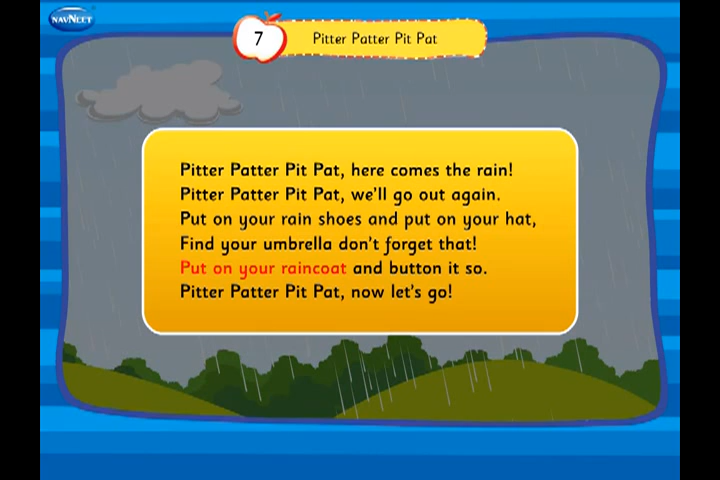 NAVNEET
7
Pitter Patter Pit Pat
Pitter Patter Pit Pat, here comes the rain!
Pitter Patter Pit Pat, we'll go out again.
Put on your rain shoes and put on your hat,
Find your umbrella don't forget that!
Put on your raincoat and button it so.
Pitter Patter Pit Pat, now let's go!